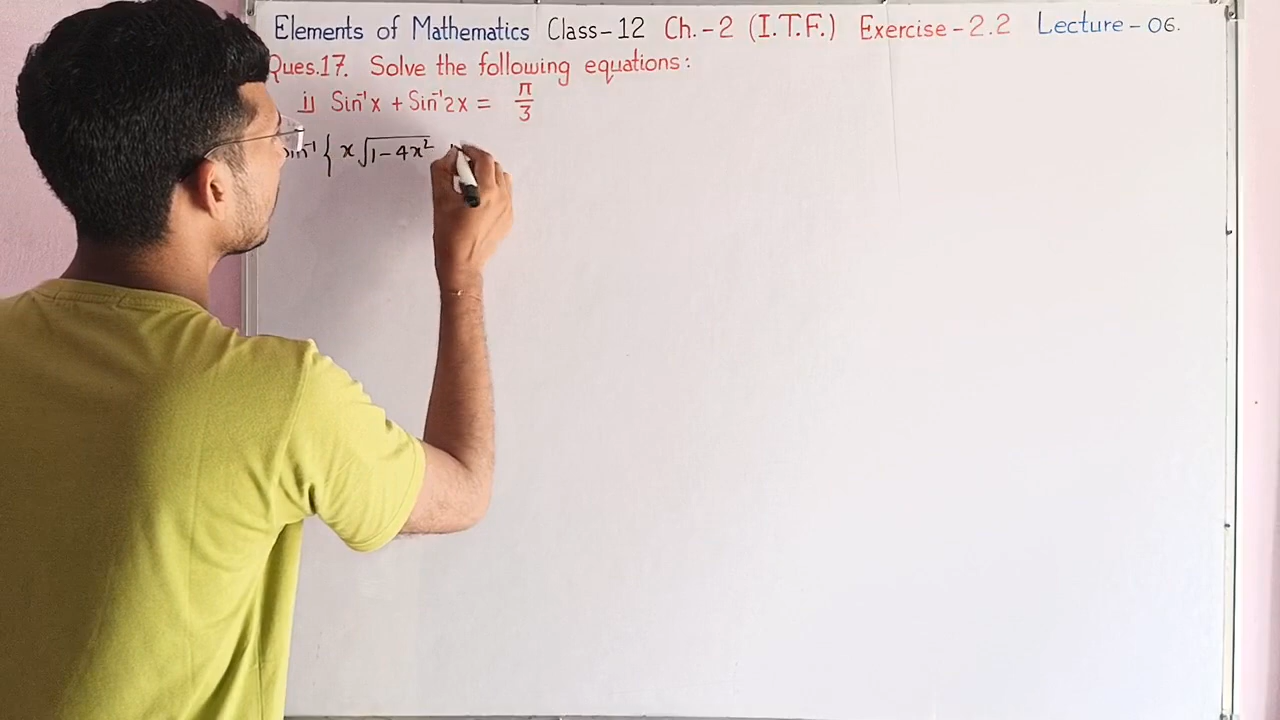 Elements of Mathematics Class-12 Ch.-2 (I.T.F.) Exercise-2.2 Lecture-06.
Ques.17. Solve the following equations:
i) Sin⁻¹x + Sin⁻¹2x = π/3
Sin⁻¹ { x√1-4x²